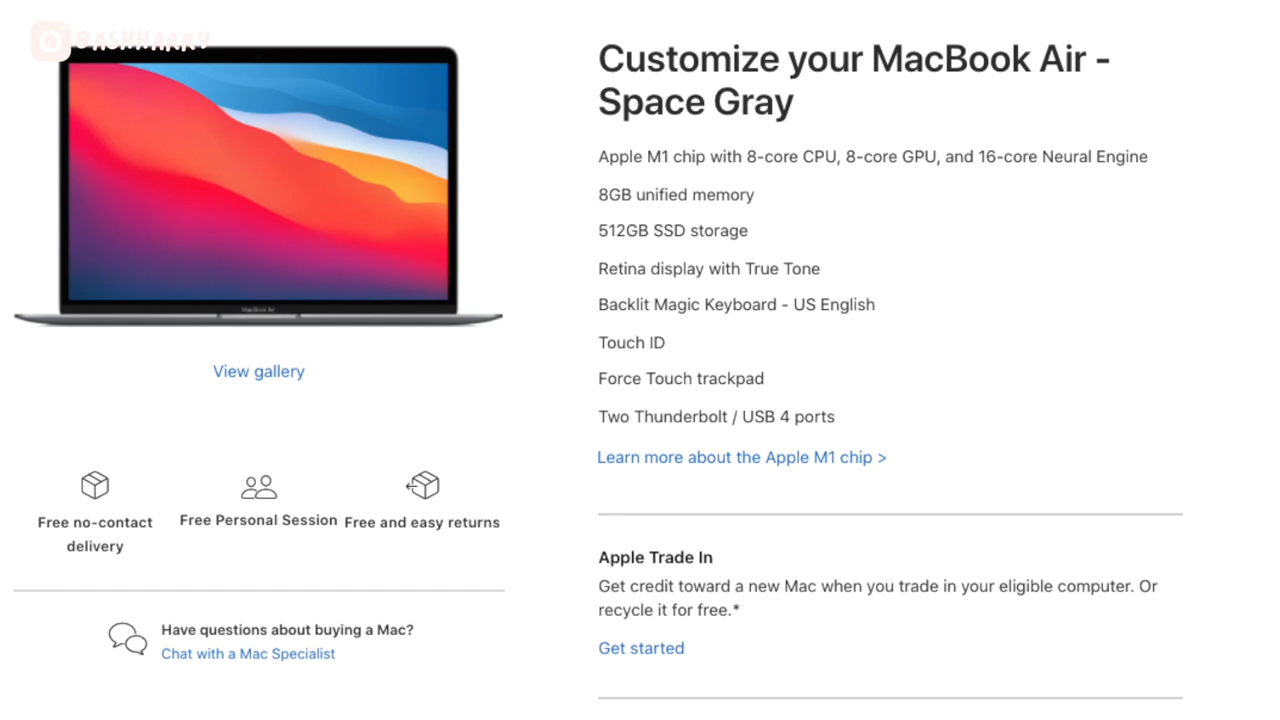 BASHHARRY
MacBook Air
View gallery
Free no-contact
delivery
Free Personal Session
Free and easy returns
Have questions about buying a Mac?
Chat with a Mac Specialist
Customize your MacBook Air -
Space Gray
Apple M1 chip with 8-core CPU, 8-core GPU, and 16-core Neural Engine
8GB unified memory
512GB SSD storage
Retina display with True Tone
Backlit Magic Keyboard - US English
Touch ID
Force Touch trackpad
Two Thunderbolt / USB 4 ports
Learn more about the Apple M1 chip >
Apple Trade In
Get credit toward a new Mac when you trade in your eligible computer. Or
recycle it for free.*
Get started